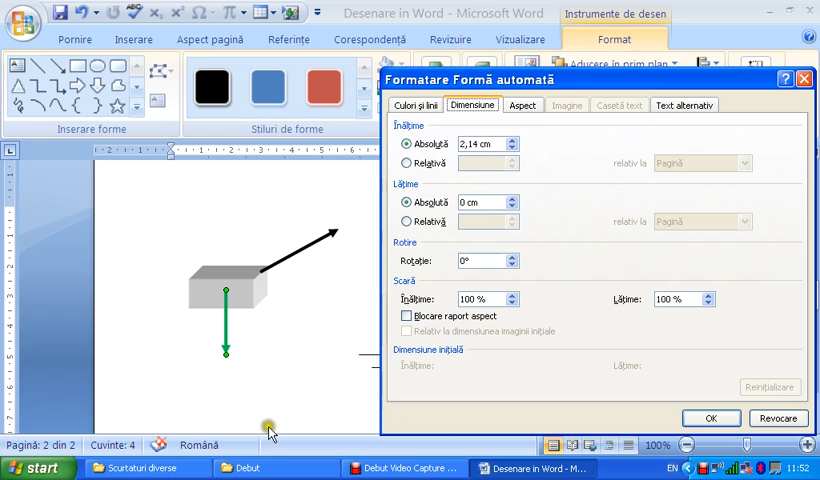 Desenare in Word - Microsoft Word
Instrumente de desen
Pornire
Inserare
Aspect pagină
Referințe
Corespondență
Revizuire
Vizualizare
Format
Aducere în prim plan
Inserare forme
Stiluri de forme
Formatare Formă automată
Culori și linii
Dimensiune
Aspect
Imagine
Casetă text
Text alternativ
Înălțime
Absolută
2,14 cm
Relativă
relativ la
Pagină
Lățime
Absolută
0 cm
Relativă
relativ la
Pagină
Rotire
Rotație:
0°
Scară
Înălțime:
100 %
Lățime:
100 %
Blocare raport aspect
Relativ la dimensiunea imaginii inițiale
Dimensiune inițială
Înălțime:
Lățime:
Reinițializare
OK
Revocare
Pagină: 2 din 2
Cuvinte: 4
Română
100%
start
Scurtaturi diverse
Debut
Debut Video Capture ...
Desenare in Word - M...
EN
11:52